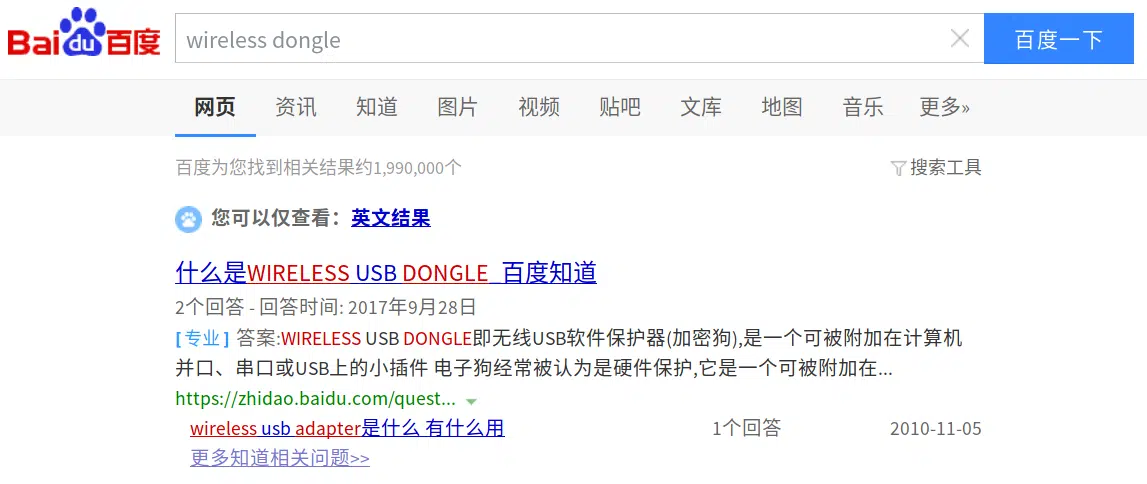 Bai du 百度 wireless dongle 百度一下
网页 资讯 知道 图片 视频 贴吧 文库 地图 音乐 更多»
百度为您找到相关结果约1,990,000个 搜索工具
您可以仅查看：英文结果
什么是WIRELESS USB DONGLE_百度知道
2个回答 - 回答时间: 2017年9月28日
[专业] 答案:WIRELESS USB DONGLE即无线USB软件保护器(加密狗),是一个可被附加在计算机
并口、串口或USB上的小插件 电子狗经常被认为是硬件保护,它是一个可被附加在...
https://zhidao.baidu.com/quest...
wireless usb adapter是什么 有什么用 1个回答 2010-11-05
更多知道相关问题>>